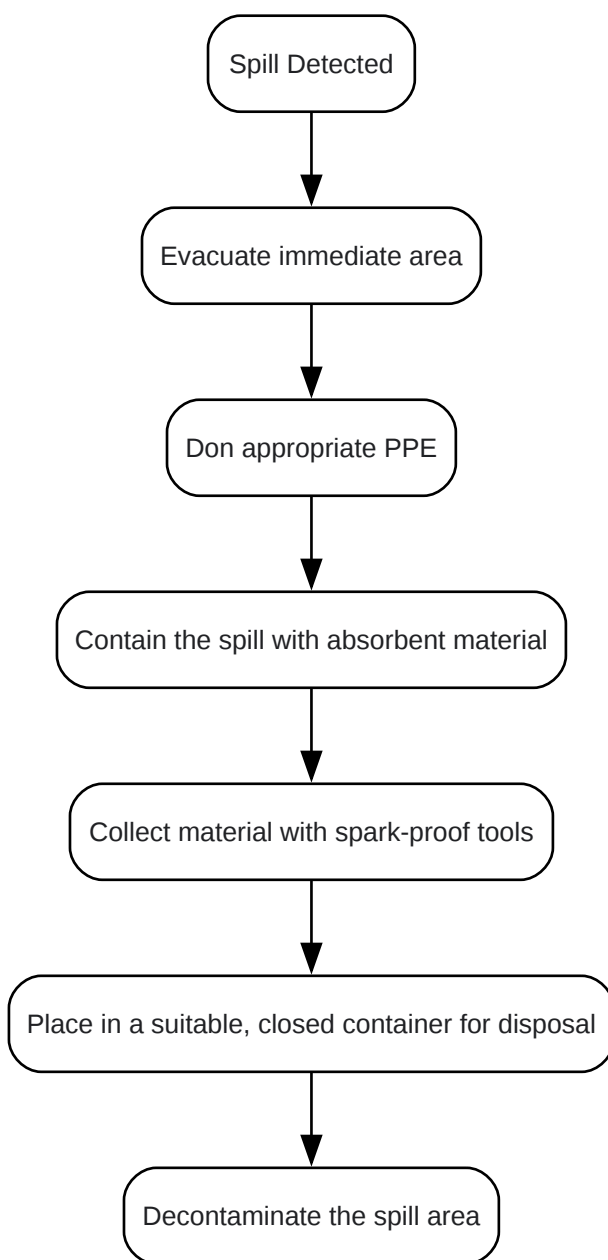 Spill Detected
Evacuate immediate area
Don appropriate PPE
Contain the spill with absorbent material
Collect material with spark-proof tools
Place in a suitable, closed container for disposal
Decontaminate the spill area